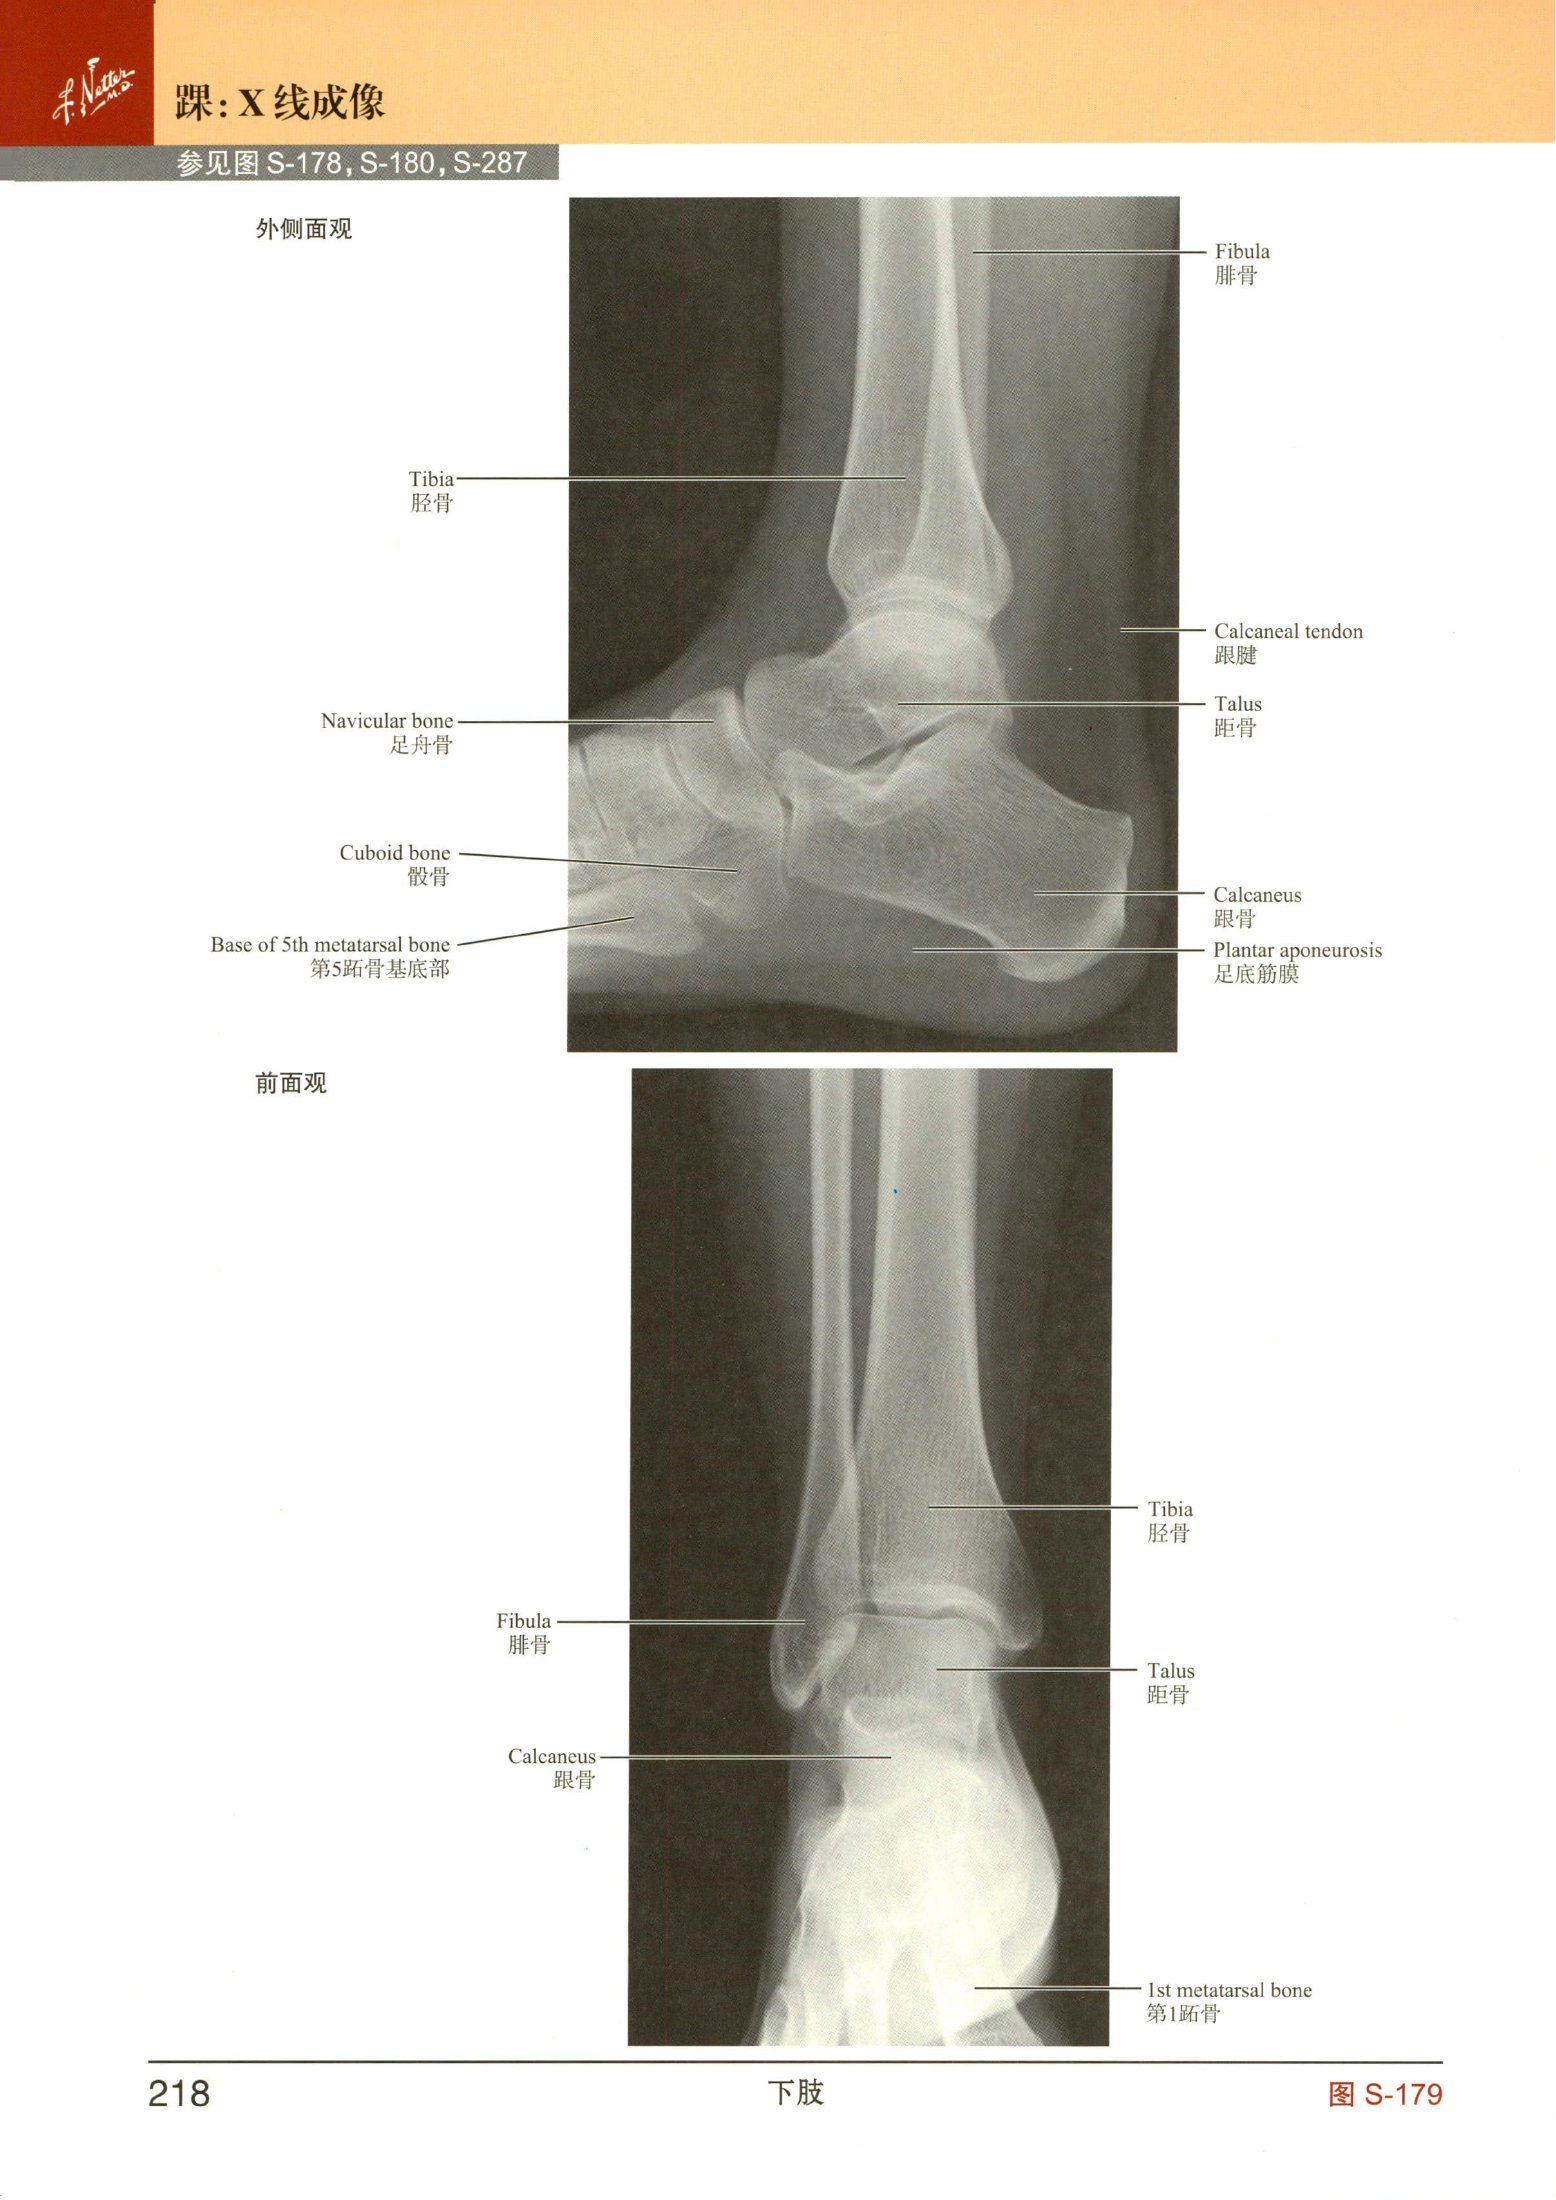 F. Netter M.D.
踝：X 线成像
参见图 S-178, S-180, S-287
外侧面观
Fibula
腓骨
Tibia
胫骨
Calcaneal tendon
跟腱
Talus
距骨
Navicular bone
足舟骨
Cuboid bone
骰骨
Calcaneus
跟骨
Base of 5th metatarsal bone
第5跖骨基底部
Plantar aponeurosis
足底筋膜
前面观
Tibia
胫骨
Fibula
腓骨
Talus
距骨
Calcaneus
跟骨
1st metatarsal bone
第1跖骨
218
下肢
图 S-179